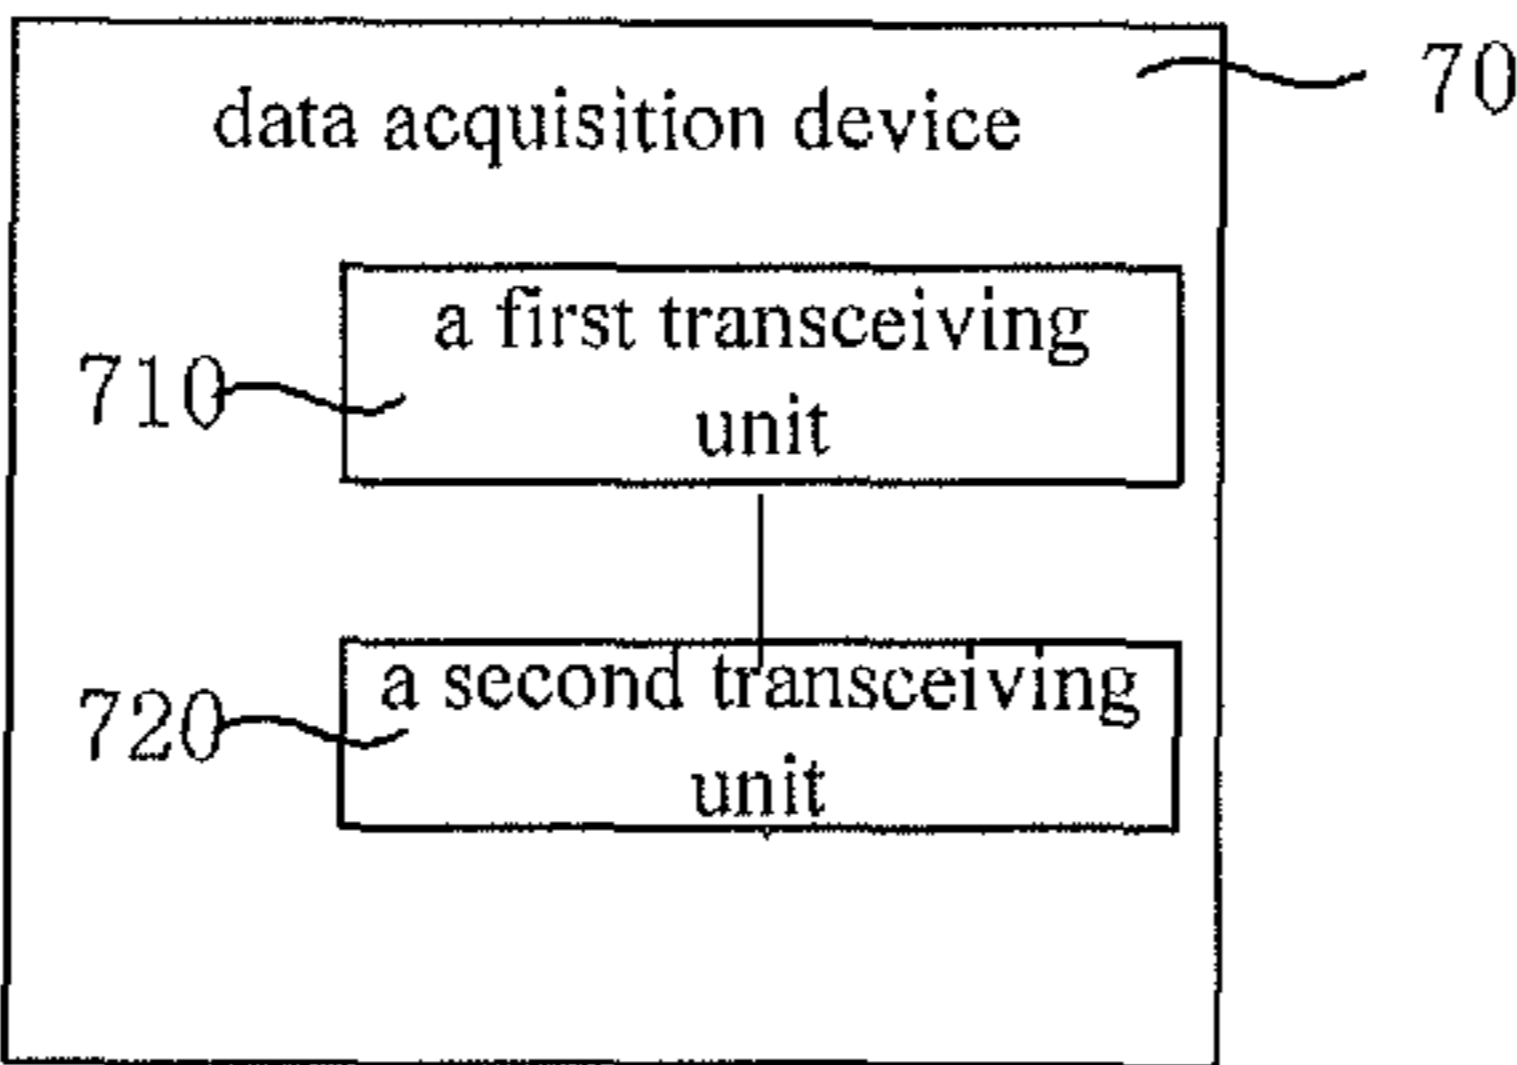 70
data acquisition device
a first transceiving
710
unit
a second transceiving
720
unit